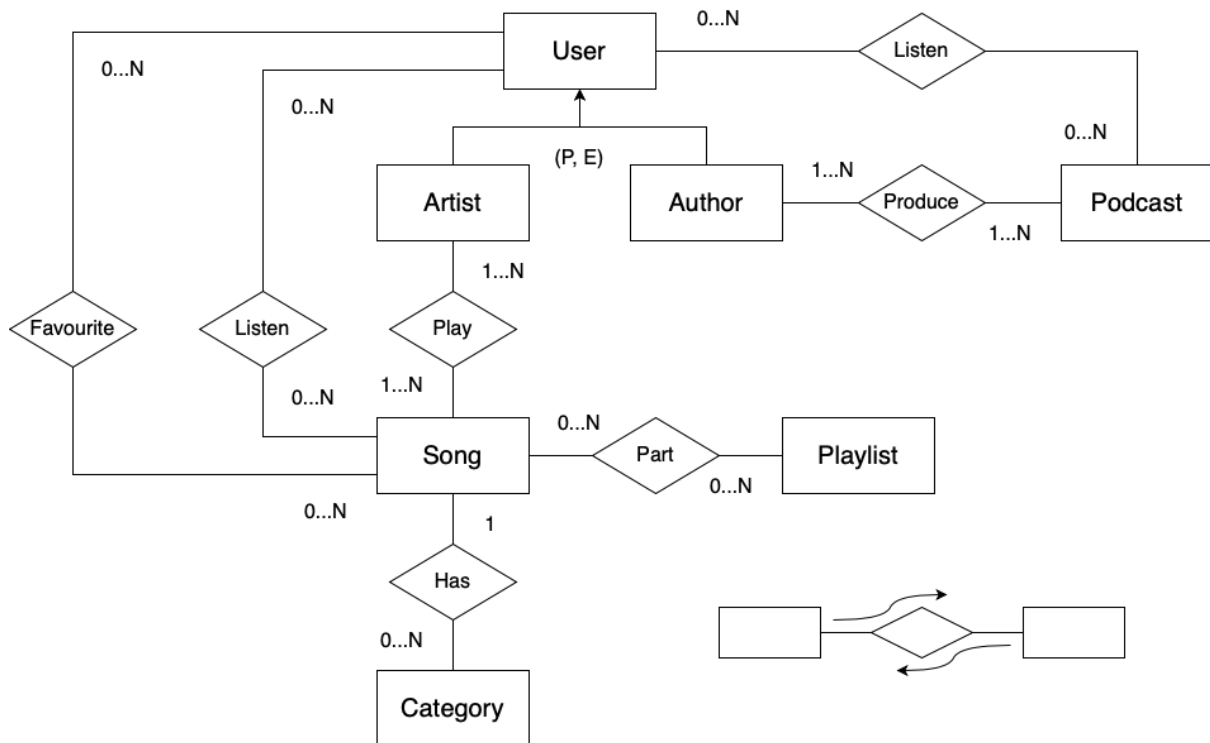 0...N
User
Listen
0...N
0...N
0...N
(P, E)
Artist
Author
1...N
Produce
Podcast
1...N
1...N
Favourite
Listen
Play
0...N
1...N
0...N
Song
Part
Playlist
0...N
0...N
1
Has
0...N
Category